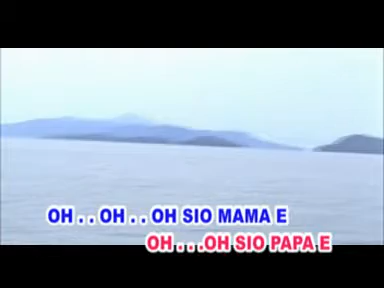 OH . . OH . . OH SIO MAMA E
OH . . .OH SIO PAPA E